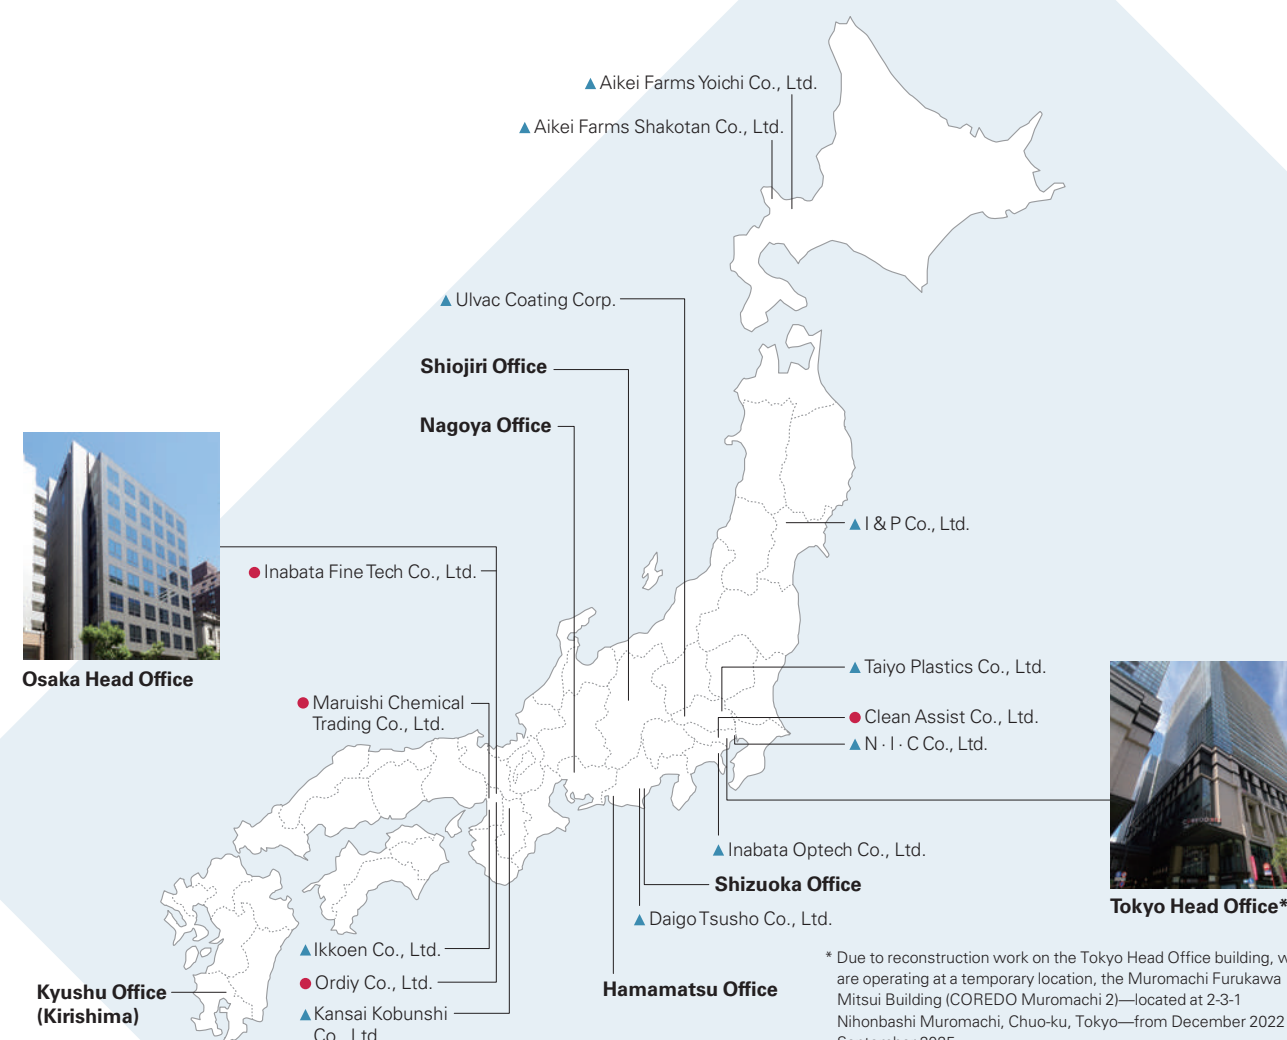 ▲ Aikei Farms Yoichi Co., Ltd.
▲ Aikei Farms Shakotan Co., Ltd.
▲ Ulvac Coating Corp.
Shiojiri Office
Nagoya Office
▲ I & P Co., Ltd.
● Inabata Fine Tech Co., Ltd.
Osaka Head Office
▲ Taiyo Plastics Co., Ltd.
● Maruishi Chemical
Trading Co., Ltd.
● Clean Assist Co., Ltd.
▲ N · I · C Co., Ltd.
▲ Inabata Optech Co., Ltd.
Shizuoka Office
Tokyo Head Office*
▲ Daigo Tsusho Co., Ltd.
▲ Ikkoen Co., Ltd.
● Ordiy Co., Ltd.
Hamamatsu Office
Kyushu Office
(Kirishima)
▲ Kansai Kobunshi
Co., Ltd.
* Due to reconstruction work on the Tokyo Head Office building,
are operating at a temporary location, the Muromachi Furukawa
Mitsui Building (COREDO Muromachi 2)—located at 2-3-1
Nihonbashi Muromachi, Chuo-ku, Tokyo—from December 2022
September 2025